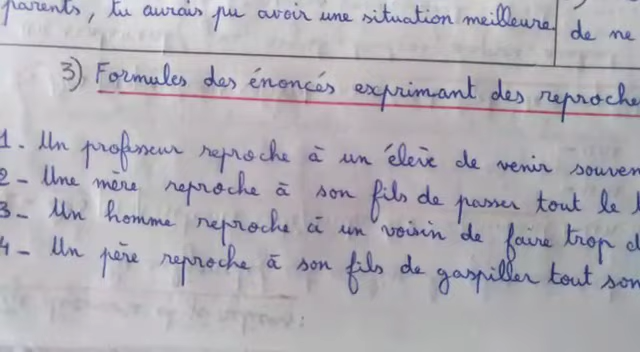 parents, tu aurais pu avoir une situation meilleure. de ne
3) Formules des énoncés exprimant des reproche
1. Un professeur reproche à un élève de venir souven
2- Une mère reproche à son fils de passer tout le
3- Un homme reproche à un voisin de faire trop d
4- Un père reproche à son fils de gaspiller tout son